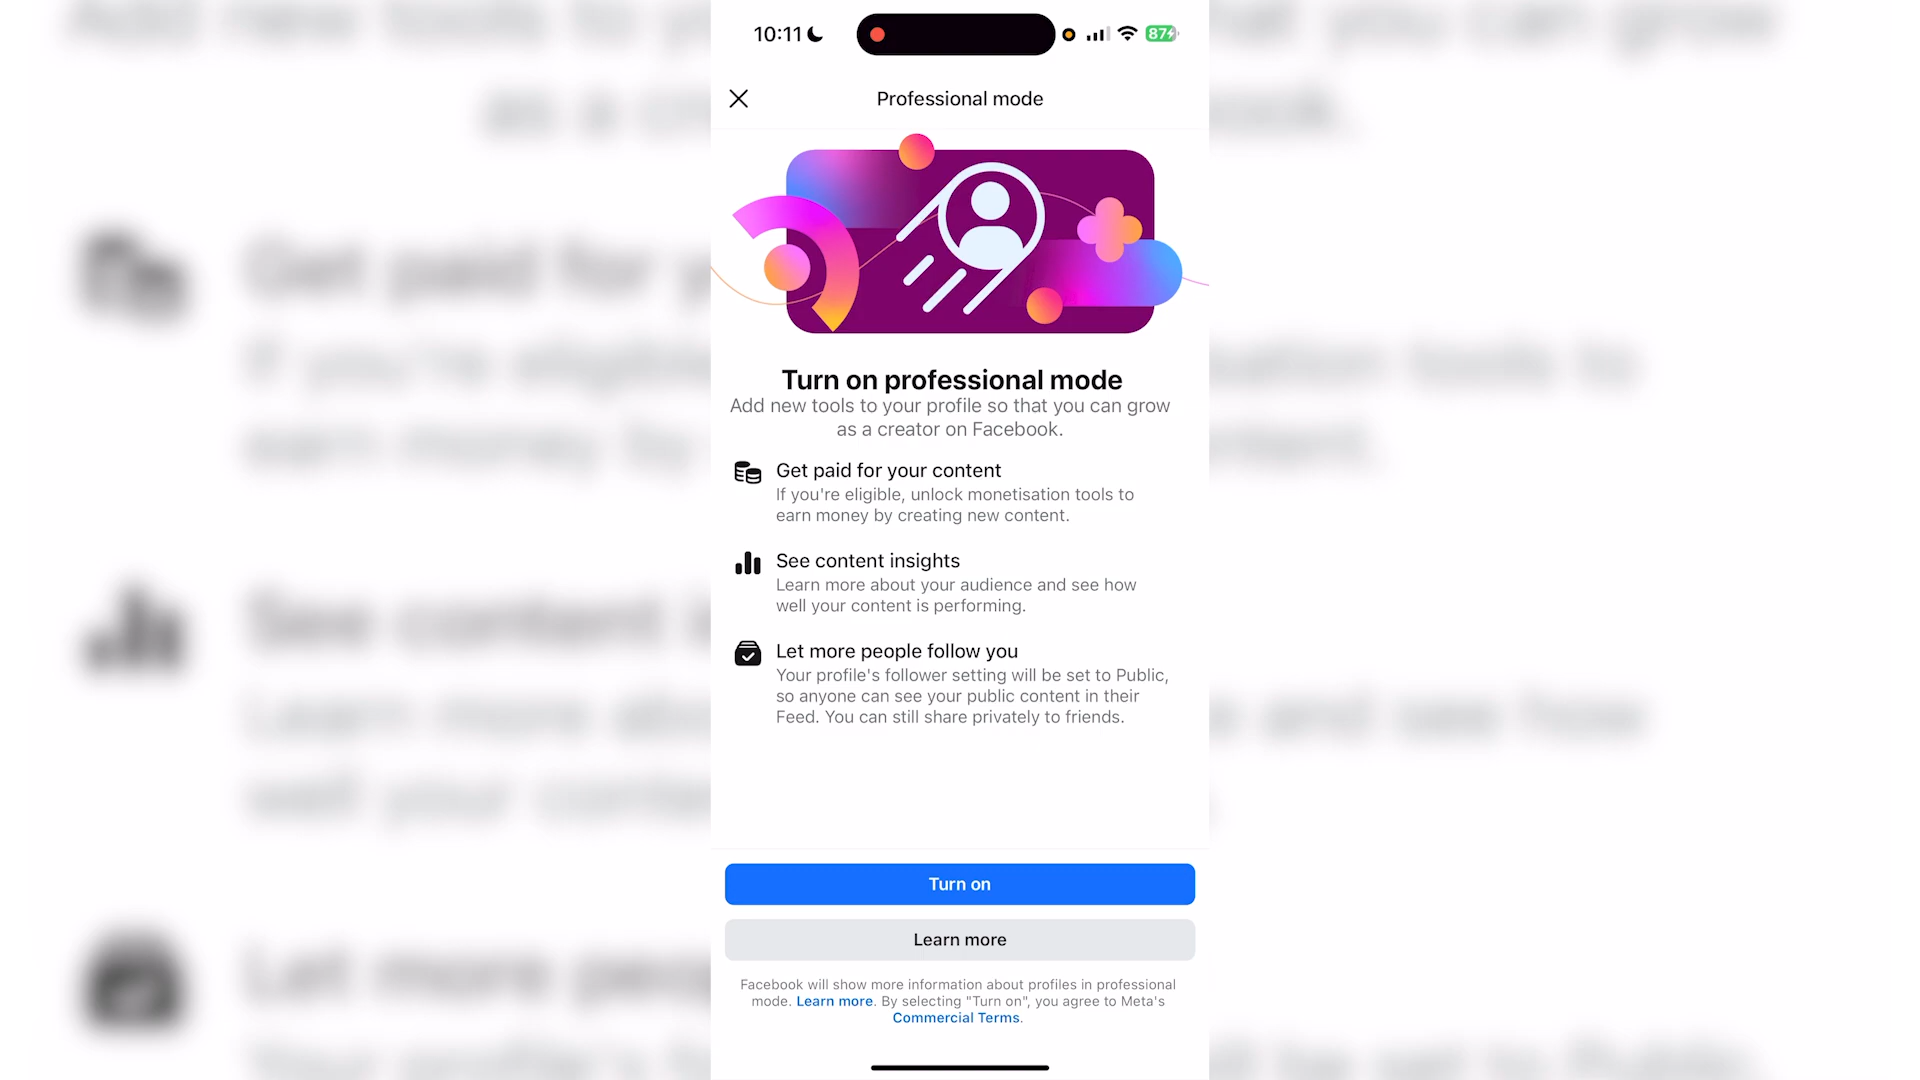 10:11
87
Professional mode
Turn on professional mode
Add new tools to your profile so that you can grow
as a creator on Facebook.
Get paid for your content
If you're eligible, unlock monetisation tools to
earn money by creating new content.
See content insights
Learn more about your audience and see how
well your content is performing.
Let more people follow you
Your profile's follower setting will be set to Public,
so anyone can see your public content in their
Feed. You can still share privately to friends.
Turn on
Learn more
Facebook will show more information about profiles in professional
mode. Learn more. By selecting "Turn on", you agree to Meta's
Commercial Terms.